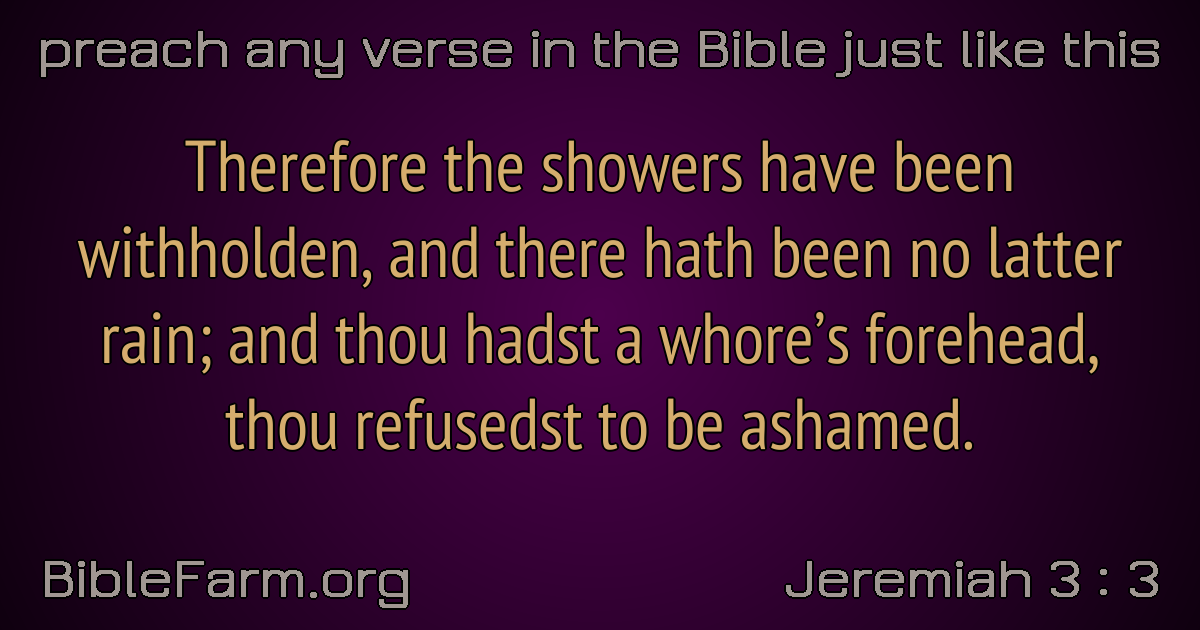 preach any verse in the Bible just like this
Therefore the showers have been
withholden, and there hath been no latter
rain; and thou hadst a whore’s forehead,
thou refusedst to be ashamed.
BibleFarm.org
Jeremiah 3 : 3